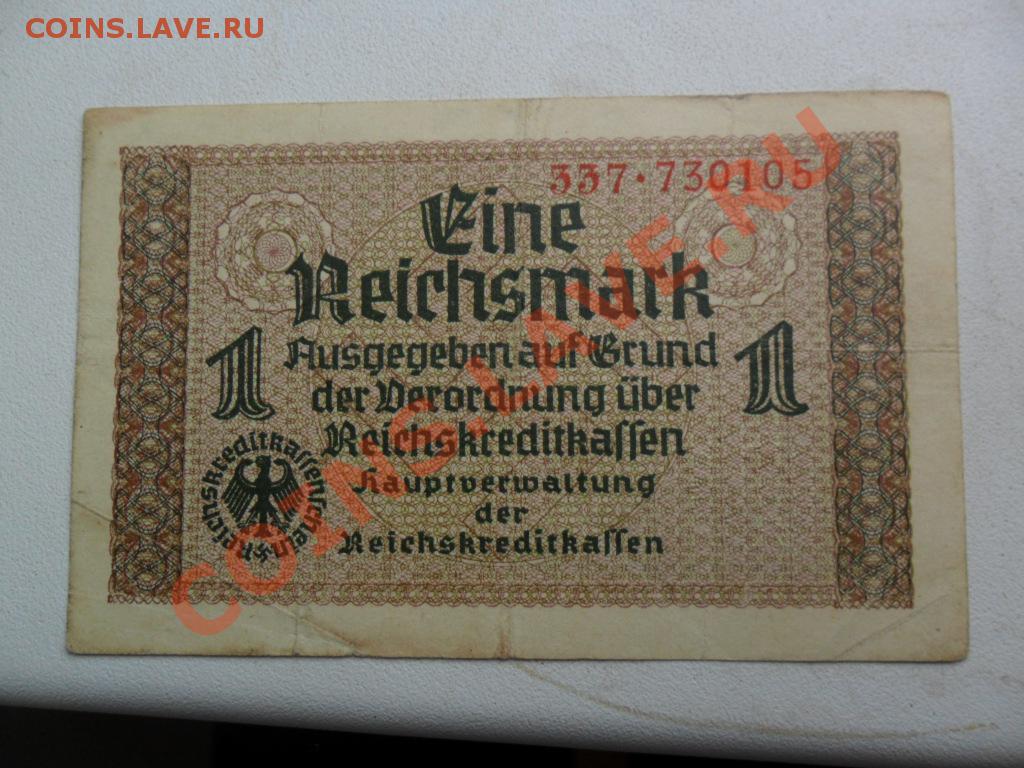 COINS.LAVE.RU
337·730105
Eine
Reichsmark
1 Ausgegeben auf Grund 1
der Verordnung über
Reichskreditkassen
Hauptverwaltung
der
Reichskreditkassen
Reichskreditkassenschein
COINS.LAVE.RU